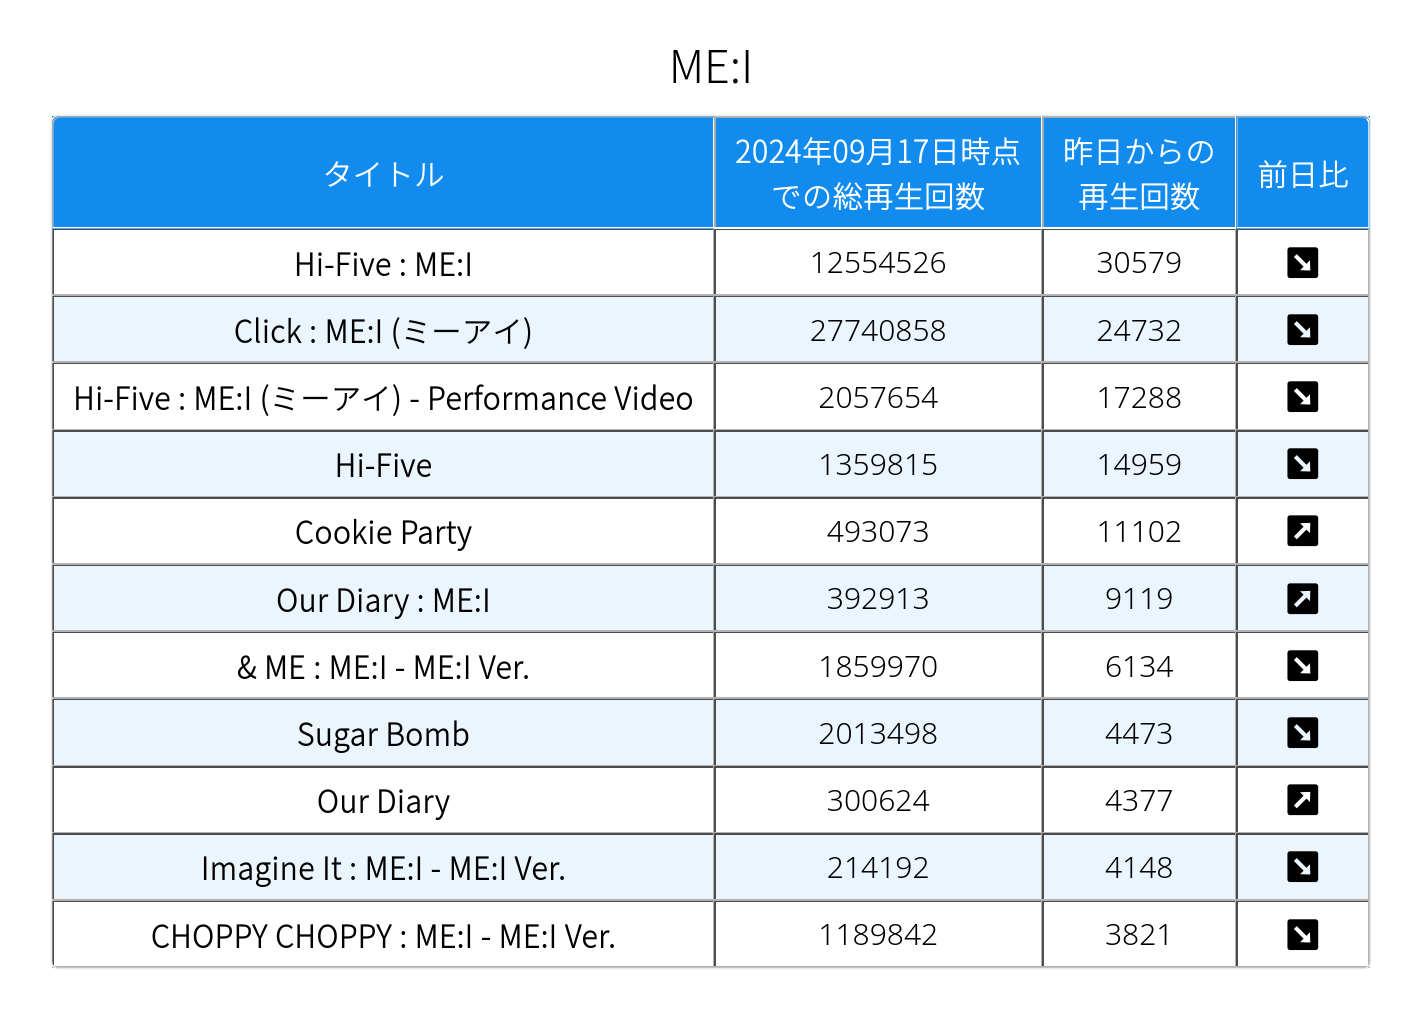 ME:I
タイトル 2024年09月17日時点 昨日からの 前日比
での総再生回数 再生回数
Hi-Five : ME:I 12554526 30579 ↘
Click : ME:I (ミーアイ) 27740858 24732 ↘
Hi-Five : ME:I (ミーアイ) - Performance Video 2057654 17288 ↘
Hi-Five 1359815 14959 ↘
Cookie Party 493073 11102 ↗
Our Diary : ME:I 392913 9119 ↗
& ME : ME:I - ME:I Ver. 1859970 6134 ↘
Sugar Bomb 2013498 4473 ↘
Our Diary 300624 4377 ↗
Imagine It : ME:I - ME:I Ver. 214192 4148 ↘
CHOPPY CHOPPY : ME:I - ME:I Ver. 1189842 3821 ↘